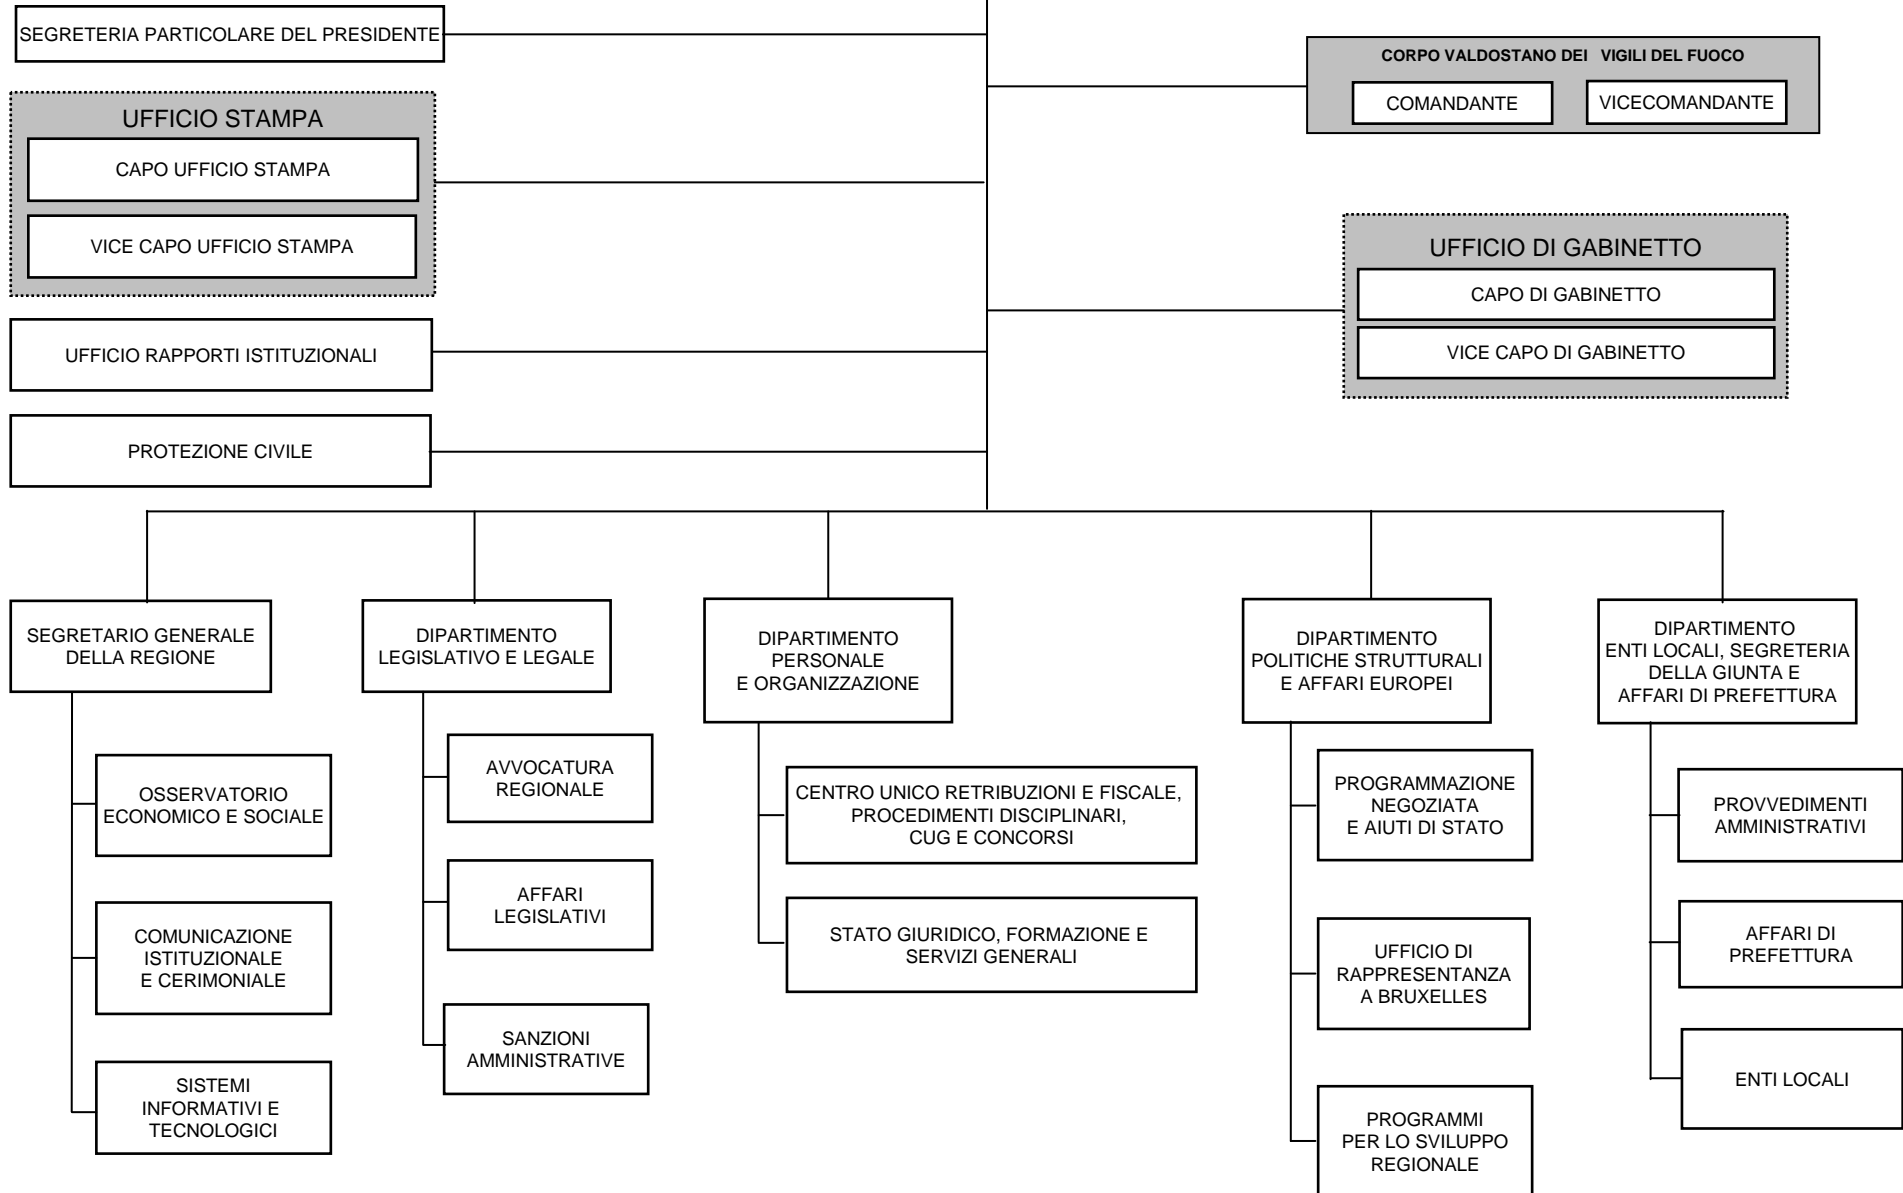 SEGRETERIA PARTICOLARE DEL PRESIDENTE
CORPO VALDOSTANO DEI VIGILI DEL FUOCO
COMANDANTE
VICECOMANDANTE
UFFICIO STAMPA
CAPO UFFICIO STAMPA
VICE CAPO UFFICIO STAMPA
UFFICIO DI GABINETTO
CAPO DI GABINETTO
VICE CAPO DI GABINETTO
UFFICIO RAPPORTI ISTITUZIONALI
PROTEZIONE CIVILE
SEGRETARIO GENERALE
DELLA REGIONE
OSSERVATORIO
ECONOMICO E SOCIALE
COMUNICAZIONE
ISTITUZIONALE
E CERIMONIALE
SISTEMI
INFORMATIVI E
TECNOLOGICI
DIPARTIMENTO
LEGISLATIVO E LEGALE
AVVOCATURA
REGIONALE
AFFARI
LEGISLATIVI
SANZIONI
AMMINISTRATIVE
DIPARTIMENTO
PERSONALE
E ORGANIZZAZIONE
CENTRO UNICO RETRIBUZIONI E FISCALE,
PROCEDIMENTI DISCIPLINARI,
CUG E CONCORSI
STATO GIURIDICO, FORMAZIONE E
SERVIZI GENERALI
DIPARTIMENTO
POLITICHE STRUTTURALI
E AFFARI EUROPEI
PROGRAMMAZIONE
NEGOZIATA
E AIUTI DI STATO
UFFICIO DI
RAPPRESENTANZA
A BRUXELLES
PROGRAMMI
PER LO SVILUPPO
REGIONALE
DIPARTIMENTO
ENTI LOCALI, SEGRETERIA
DELLA GIUNTA E
AFFARI DI PREFETTURA
PROVVEDIMENTI
AMMINISTRATIVI
AFFARI DI
PREFETTURA
ENTI LOCALI